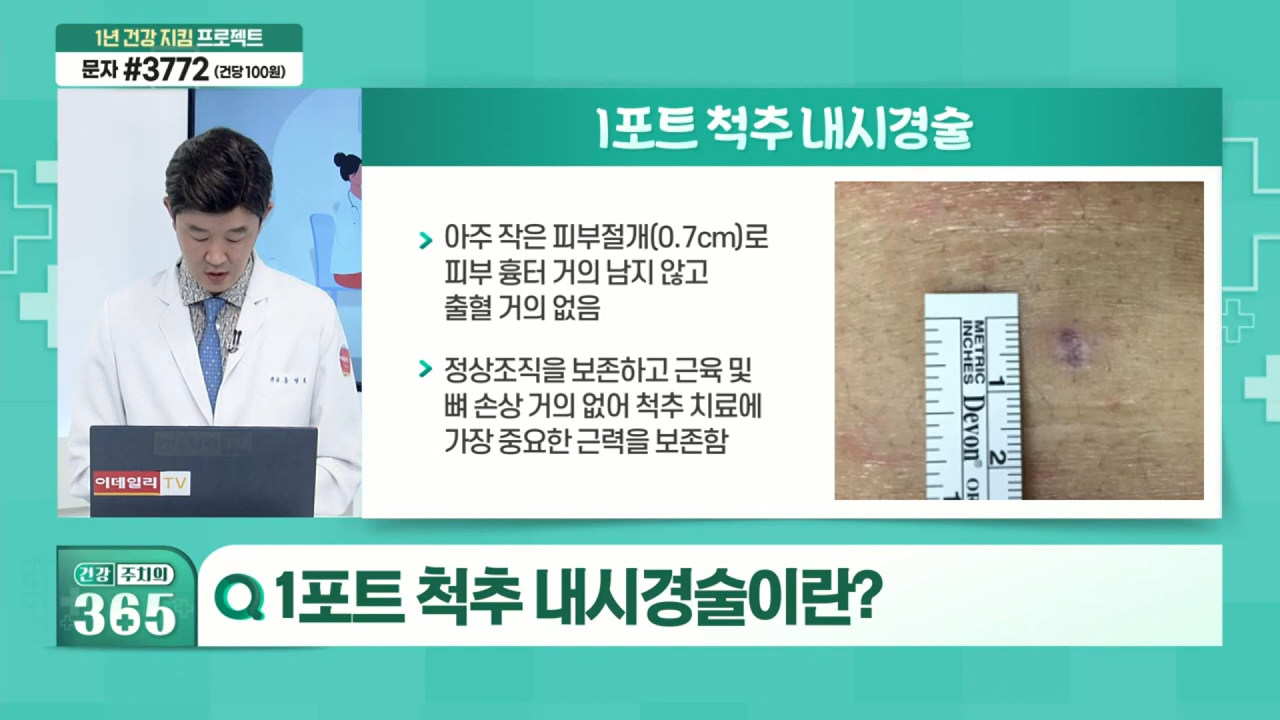 1년 건강 지킴 프로젝트
문자 #3772 (건당 100원)
1포트 척추 내시경술
아주 작은 피부절개(0.7cm)로
피부 흉터 거의 남지 않고
출혈 거의 없음
정상조직을 보존하고 근육 및
뼈 손상 거의 없어 척추 치료에
가장 중요한 근력을 보존함
METRIC
INCHES
Devon®
OR
1
2
1
이데일리 TV
건강 주치의
365
Q 1포트 척추 내시경술이란?